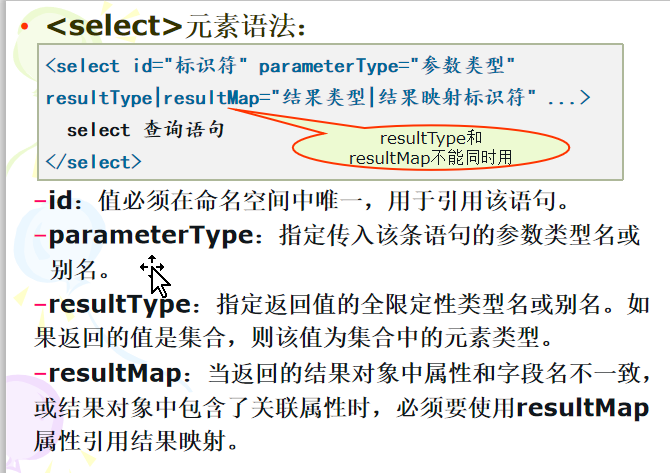 • <select>元素语法：
<select id="标识符" parameterType="参数类型"
resultType|resultMap="结果类型|结果映射标识符" ...>
select 查询语句
</select>
resultType和
resultMap不能同时用
–id：值必须在命名空间中唯一，用于引用该语句。
–parameterType：指定传入该条语句的参数类型名或
别名。
–resultType：指定返回值的全限定性类型名或别名。如
果返回的值是集合，则该值为集合中的元素类型。
–resultMap：当返回的结果对象中属性和字段名不一致，
或结果对象中包含了关联属性时，必须要使用resultMap
属性引用结果映射。